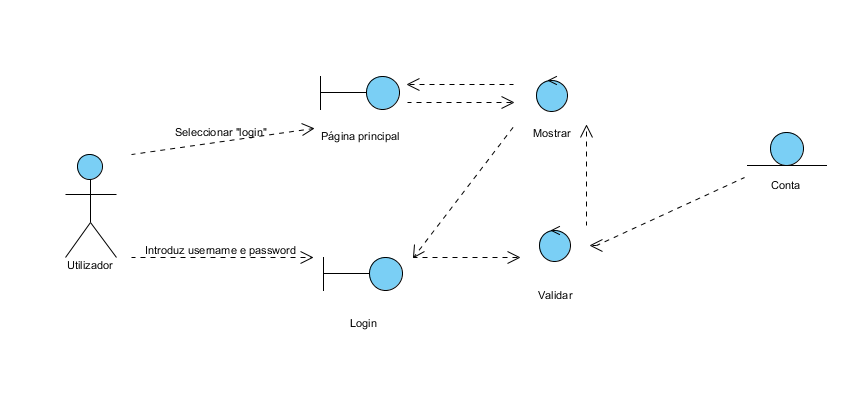 Seleccionar "login"
Página principal
Mostrar
Conta
Utilizador
Introduz username e password
Validar
Login